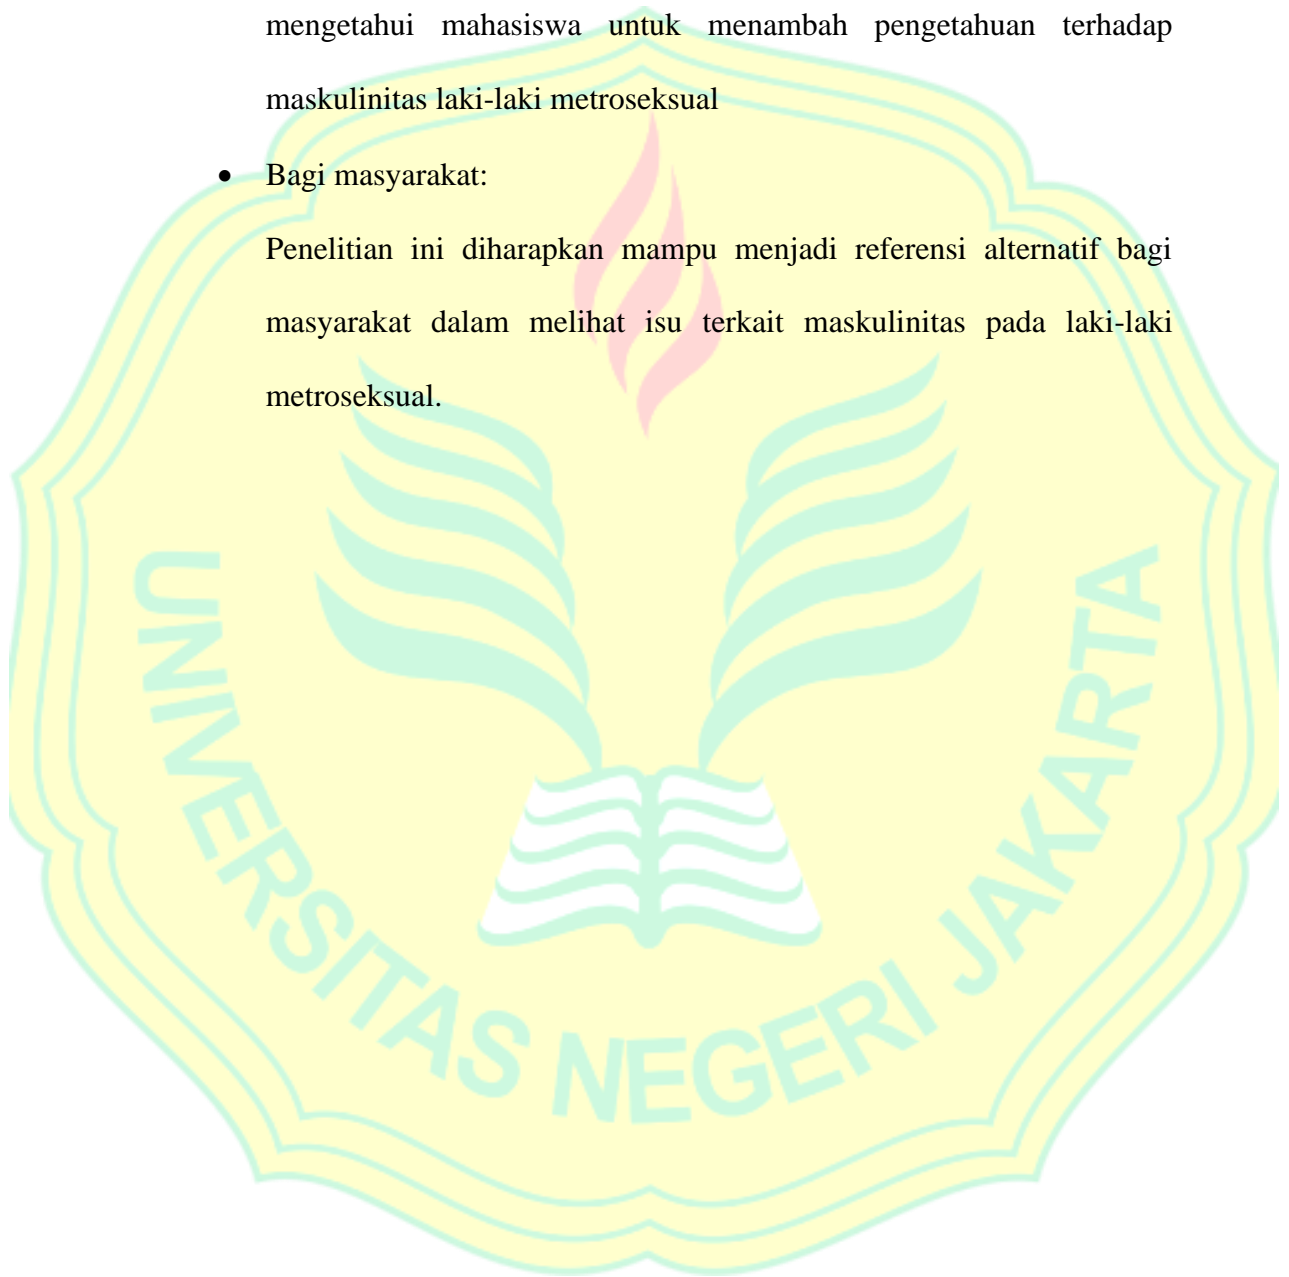 mengetahui mahasiswa untuk menambah pengetahuan terhadap
maskulinitas laki-laki metroseksual
• Bagi masyarakat:
Penelitian ini diharapkan mampu menjadi referensi alternatif bagi
masyarakat dalam melihat isu terkait maskulinitas pada laki-laki
metroseksual.
UNIVERSITAS NEGERI JAKARTA